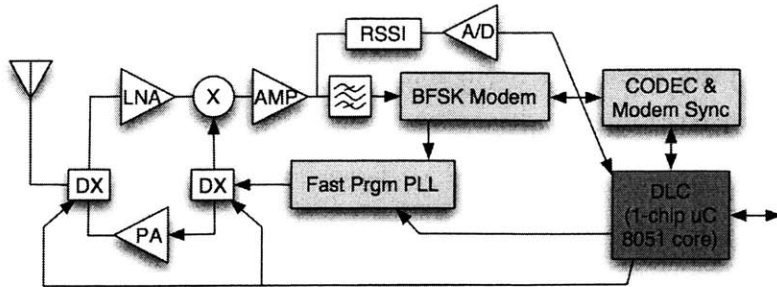 RSSI
A/D
LNA
X
AMP
BFSK Modem
CODEC &
Modem Sync
DX
DX
Fast Prgm PLL
PA
DLC
(1-chip uC
8051 core)